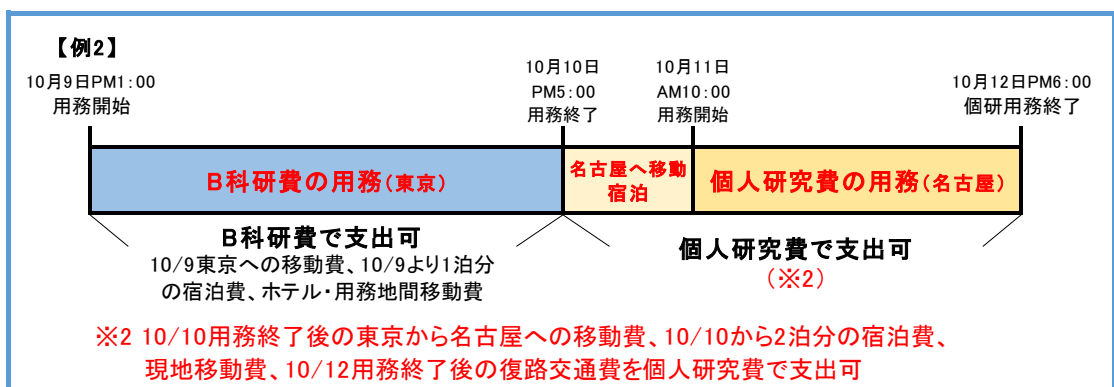 【例2】
10月9日PM1:00
用務開始
10月10日
PM5:00
用務終了
10月11日
AM10:00
用務開始
10月12日PM6:00
個研用務終了
B科研費の用務(東京)
名古屋へ移動
宿泊
個人研究費の用務(名古屋)
B科研費で支出可
10/9東京への移動費、10/9より1泊分
の宿泊費、ホテル・用務地間移動費
個人研究費で支出可
(※2)
※2 10/10用務終了後の東京から名古屋への移動費、10/10から2泊分の宿泊費、
現地移動費、10/12用務終了後の復路交通費を個人研究費で支出可